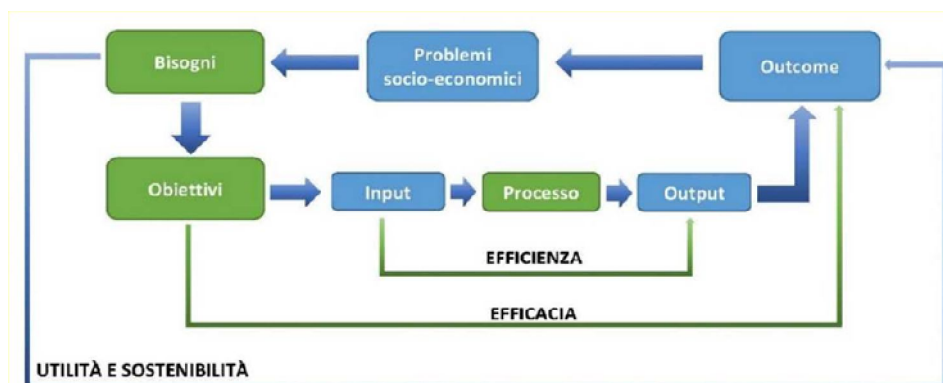 Bisogni
Problemi
socio-economici
Outcome
Obiettivi
Input
Processo
Output
EFFICIENZA
EFFICACIA
UTILITÀ E SOSTENIBILITÀ